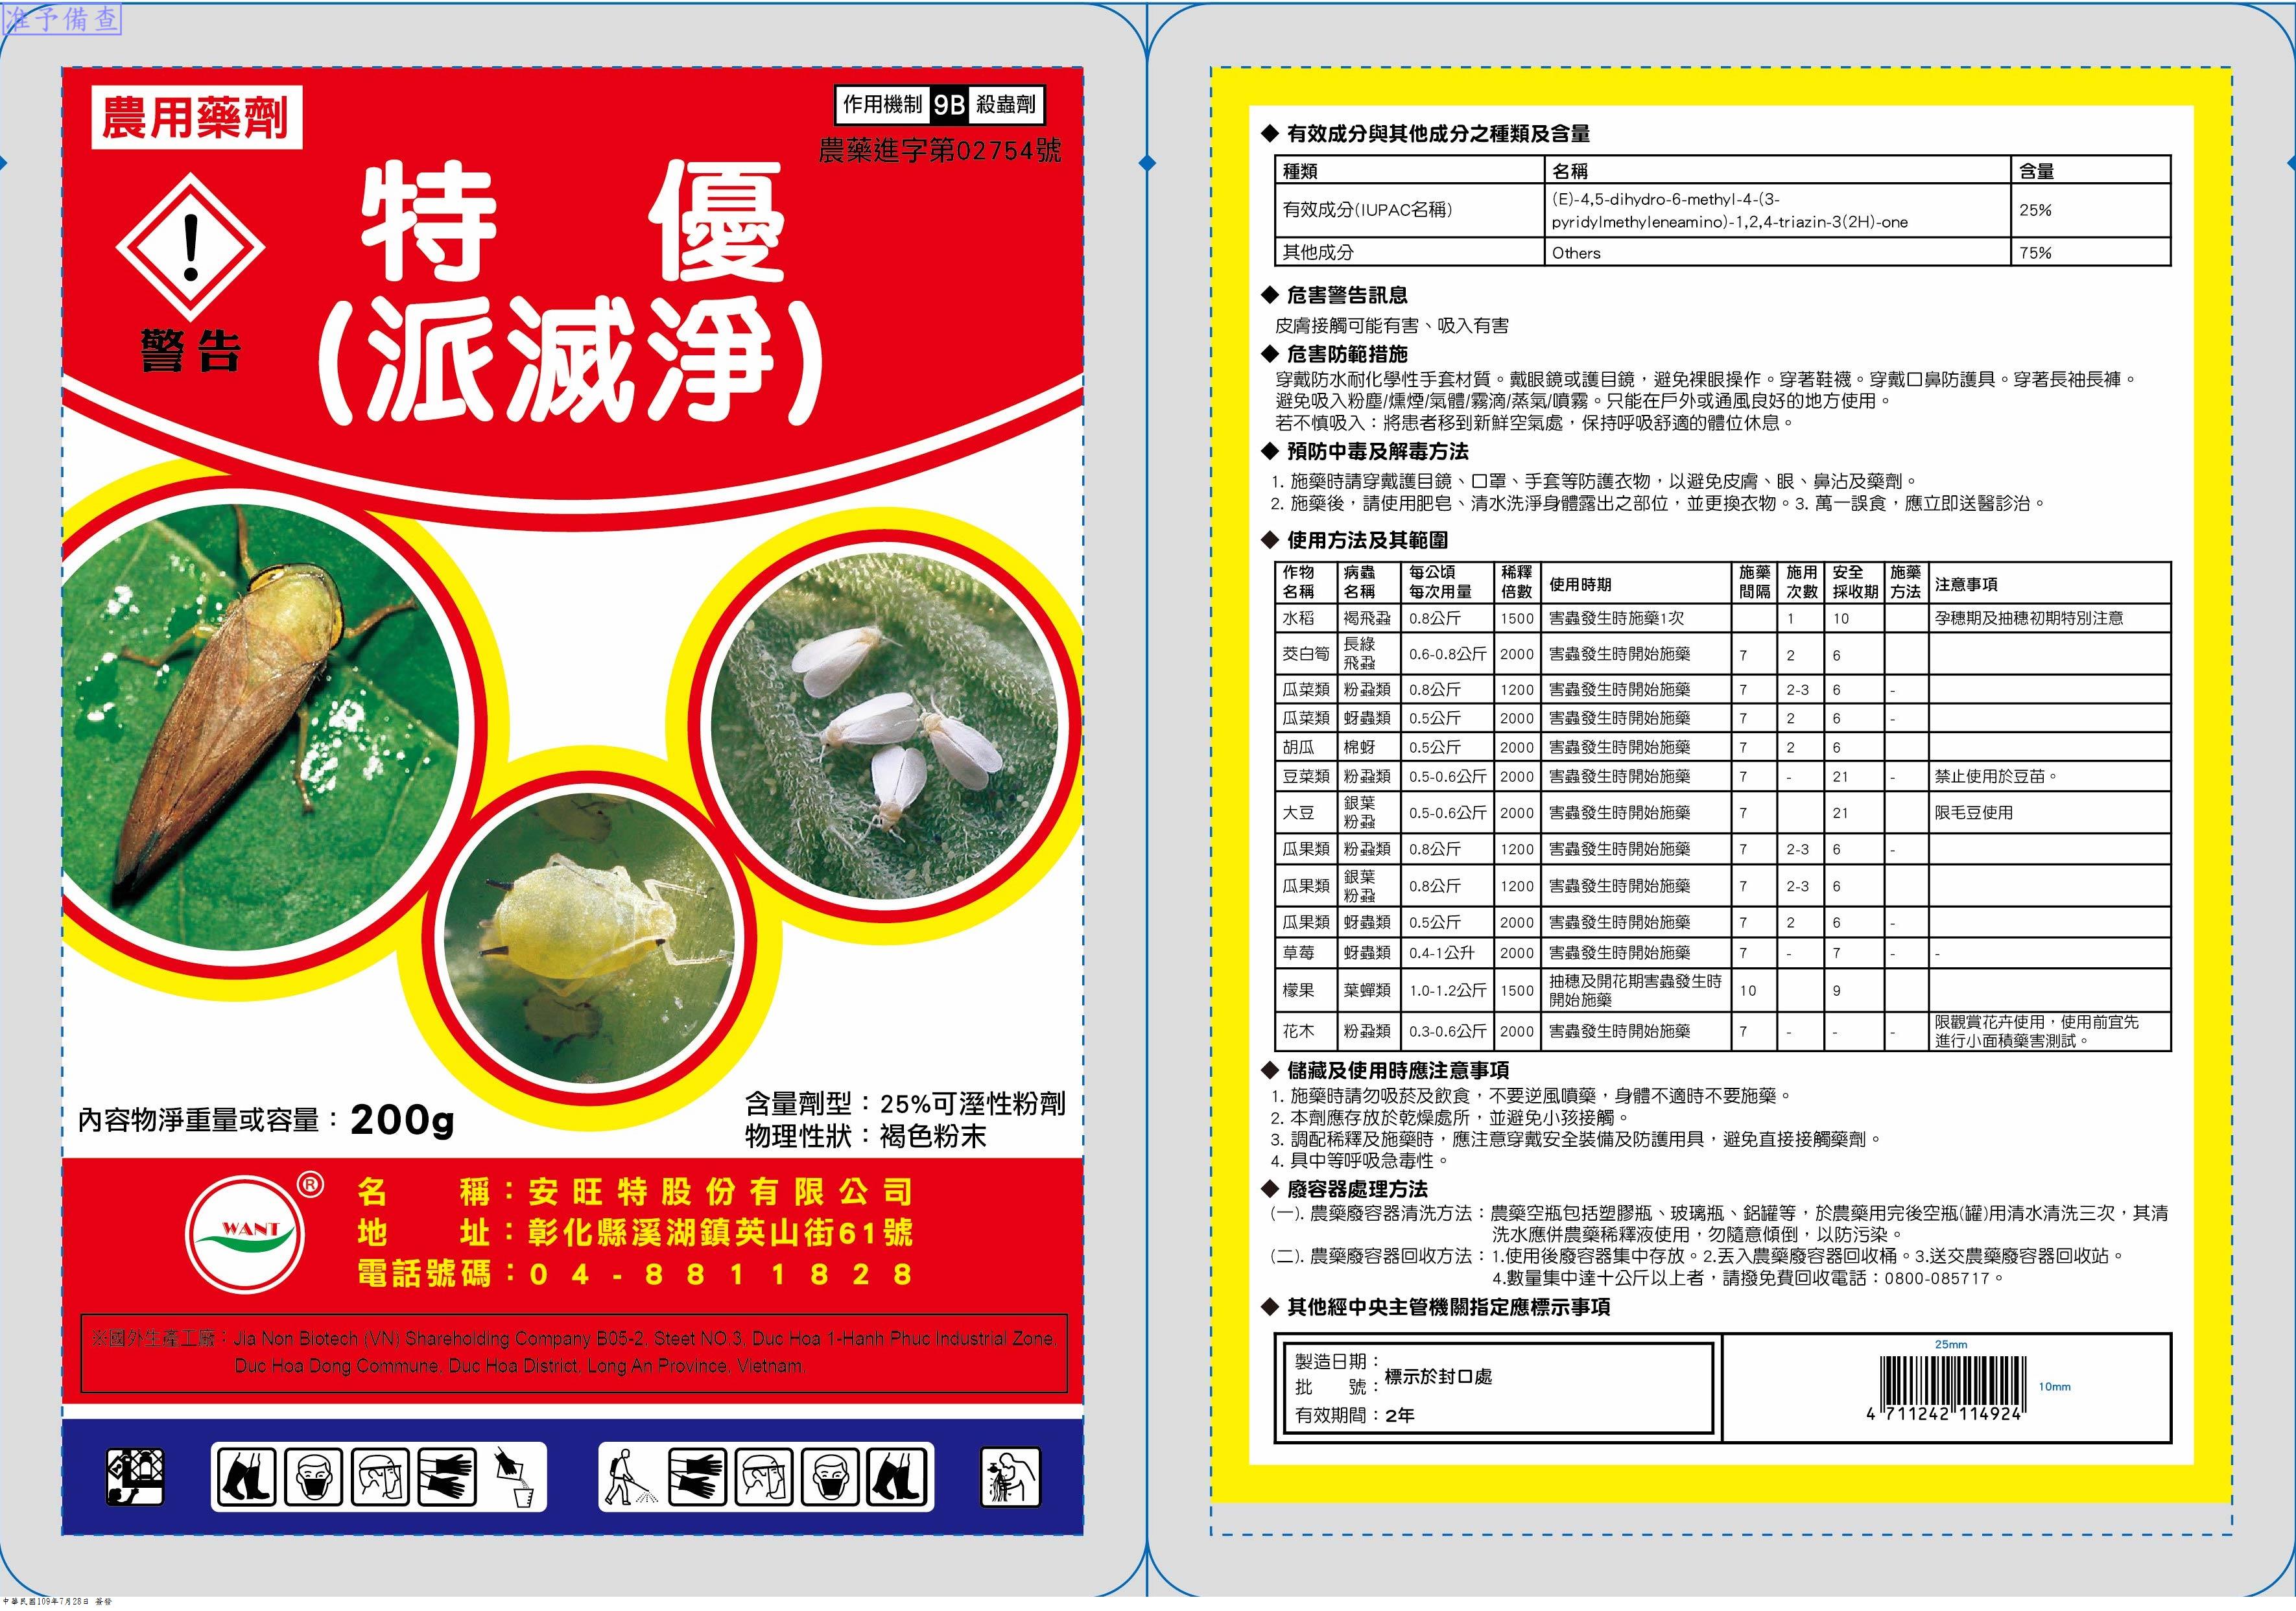 准予備查
農用藥劑
作用機制 9B 殺蟲劑
農藥進字第02754號
特 優
(派滅淨)
警告
內容物淨重量或容量：200g
含量劑型：25%可溼性粉劑
物理性狀：褐色粉末
WANT
®
名 稱：安旺特股份有限公司
地 址：彰化縣溪湖鎮英山街61號
電話號碼：04-8811828
※國外生產工廠：Jia Non Biotech (VN) Shareholding Company B05-2, Steet NO.3, Duc Hoa 1-Hanh Phuc Industrial Zone,
Duc Hoa Dong Commune, Duc Hoa District, Long An Province, Vietnam.
◆ 有效成分與其他成分之種類及含量
種類 名稱 含量
有效成分(IUPAC名稱) (E)-4,5-dihydro-6-methyl-4-(3-
pyridylmethyleneamino)-1,2,4-triazin-3(2H)-one 25%
其他成分 Others 75%
◆ 危害警告訊息
皮膚接觸可能有害、吸入有害
◆ 危害防範措施
穿戴防水耐化學性手套材質。戴眼鏡或護目鏡，避免裸眼操作。穿著鞋襪。穿戴口鼻防護具。穿著長袖長褲。
避免吸入粉塵/燻煙/氣體/霧滴/蒸氣/噴霧。只能在戶外或通風良好的地方使用。
若不慎吸入：將患者移到新鮮空氣處，保持呼吸舒適的體位休息。
◆ 預防中毒及解毒方法
1. 施藥時請穿戴護目鏡、口罩、手套等防護衣物，以避免皮膚、眼、鼻沾及藥劑。
2. 施藥後，請使用肥皂、清水洗淨身體露出之部位，並更換衣物。3. 萬一誤食，應立即送醫診治。
◆ 使用方法及其範圍
作物名稱 病蟲名稱 每公頃每次用量 稀釋倍數 使用時期 施藥間隔 施用次數 安全採收期 施藥方法 注意事項
水稻 褐飛蝨 0.8公斤 1500 害蟲發生時施藥1次 1 10 孕穗期及抽穗初期特別注意
茭白筍 長綠飛蝨 0.6-0.8公斤 2000 害蟲發生時開始施藥 7 2 6
瓜菜類 粉蝨類 0.8公斤 1200 害蟲發生時開始施藥 7 2-3 6 -
瓜菜類 蚜蟲類 0.5公斤 2000 害蟲發生時開始施藥 7 2 6 -
胡瓜 棉蚜 0.5公斤 2000 害蟲發生時開始施藥 7 2 6
豆菜類 粉蝨類 0.5-0.6公斤 2000 害蟲發生時開始施藥 7 - 21 - 禁止使用於豆苗。
大豆 銀葉粉蝨 0.5-0.6公斤 2000 害蟲發生時開始施藥 7 21 限毛豆使用
瓜果類 粉蝨類 0.8公斤 1200 害蟲發生時開始施藥 7 2-3 6 -
瓜果類 銀葉粉蝨 0.8公斤 1200 害蟲發生時開始施藥 7 2-3 6
瓜果類 蚜蟲類 0.5公斤 2000 害蟲發生時開始施藥 7 2 6 -
草莓 蚜蟲類 0.4-1公升 2000 害蟲發生時開始施藥 7 - 7 - -
檬果 葉蟬類 1.0-1.2公斤 1500 抽穗及開花期害蟲發生時開始施藥 10 9
花木 粉蝨類 0.3-0.6公斤 2000 害蟲發生時開始施藥 7 - - - 限觀賞花卉使用，使用前宜先進行小面積藥害測試。
◆ 儲藏及使用時應注意事項
1. 施藥時請勿吸菸及飲食，不要逆風噴藥，身體不適時不要施藥。
2. 本劑應存放於乾燥處所，並避免小孩接觸。
3. 調配稀釋及施藥時，應注意穿戴安全裝備及防護用具，避免直接接觸藥劑。
4. 具中等呼吸急毒性。
◆ 廢容器處理方法
(一). 農藥廢容器清洗方法：農藥空瓶包括塑膠瓶、玻璃瓶、鋁罐等，於農藥用完後空瓶(罐)用清水清洗三次，其清
洗水應併農藥稀釋液使用，勿隨意傾倒，以防污染。
(二). 農藥廢容器回收方法：1.使用後廢容器集中存放。2.丟入農藥廢容器回收桶。3.送交農藥廢容器回收站。
4.數量集中達十公斤以上者，請撥免費回收電話：0800-085717。
◆ 其他經中央主管機關指定應標示事項
製造日期：
批 號：標示於封口處
有效期間：2年
25mm
10mm
4 711242 114924
中華民國109年7月28日 簽發